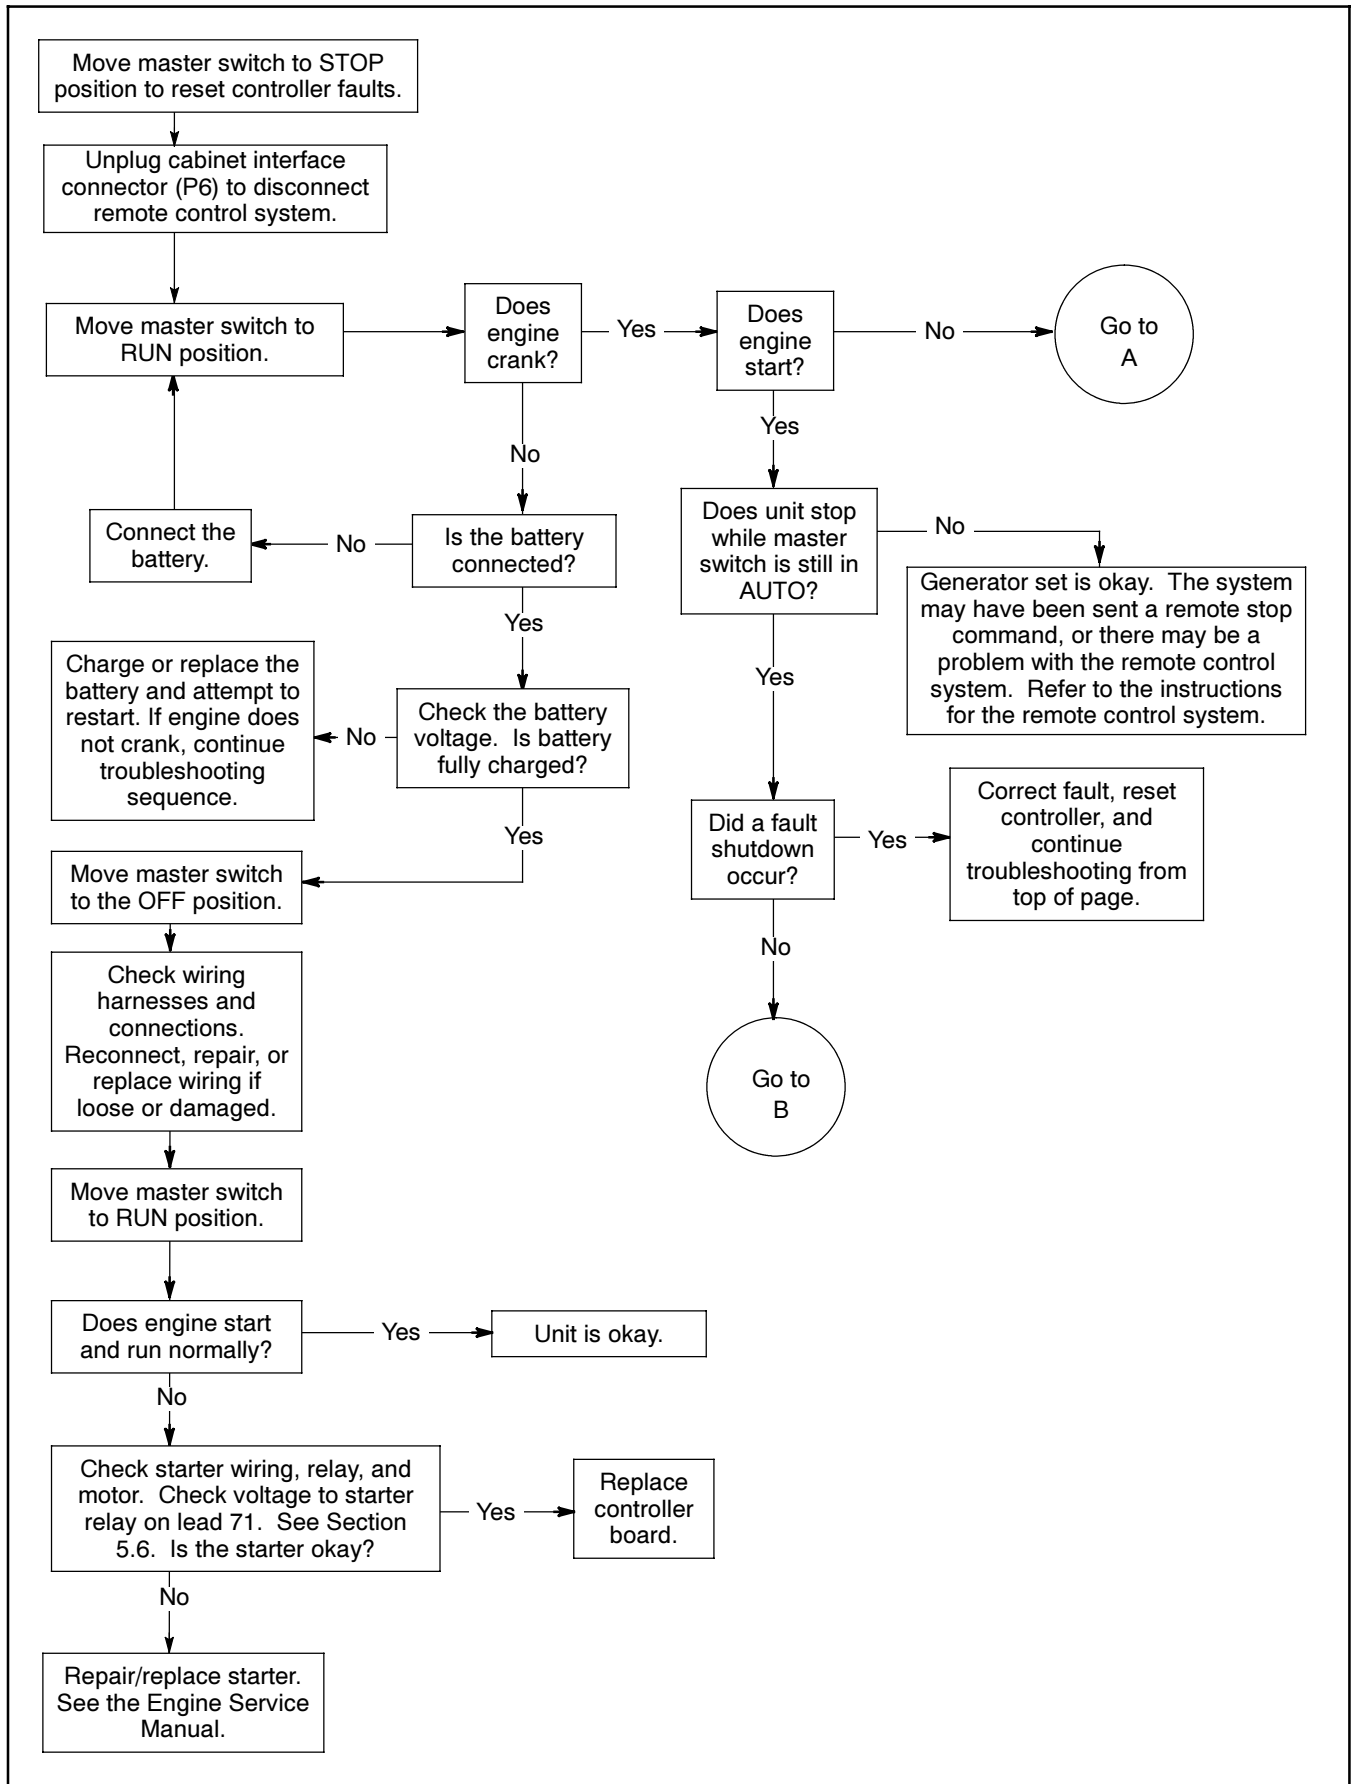 Move master switch to STOP
position to reset controller faults.
Unplug cabinet interface
connector (P6) to disconnect
remote control system.
Move master switch to
RUN position.
Does
engine
crank?
Yes
Does
engine
start?
No
Go to
A
Yes
No
Does unit stop
while master
switch is still in
AUTO?
No
Generator set is okay.  The system
may have been sent a remote stop
command, or there may be a
problem with the remote control
system.  Refer to the instructions
for the remote control system.
Connect the
battery.
No
Is the battery
connected?
Yes
Yes
Charge or replace the
battery and attempt to
restart. If engine does
not crank, continue
troubleshooting
sequence.
No
Check the battery
voltage.  Is battery
fully charged?
Yes
Did a fault
shutdown
occur?
Yes
Correct fault, reset
controller, and
continue
troubleshooting from
top of page.
No
Go to
B
Move master switch
to the OFF position.
Check wiring
harnesses and
connections.
Reconnect, repair, or
replace wiring if
loose or damaged.
Move master switch
to RUN position.
Does engine start
and run normally?
Yes
Unit is okay.
No
Check starter wiring, relay, and
motor.  Check voltage to starter
relay on lead 71.  See Section
5.6.  Is the starter okay?
Yes
Replace
controller
board.
No
Repair/replace starter.
See the Engine Service
Manual.